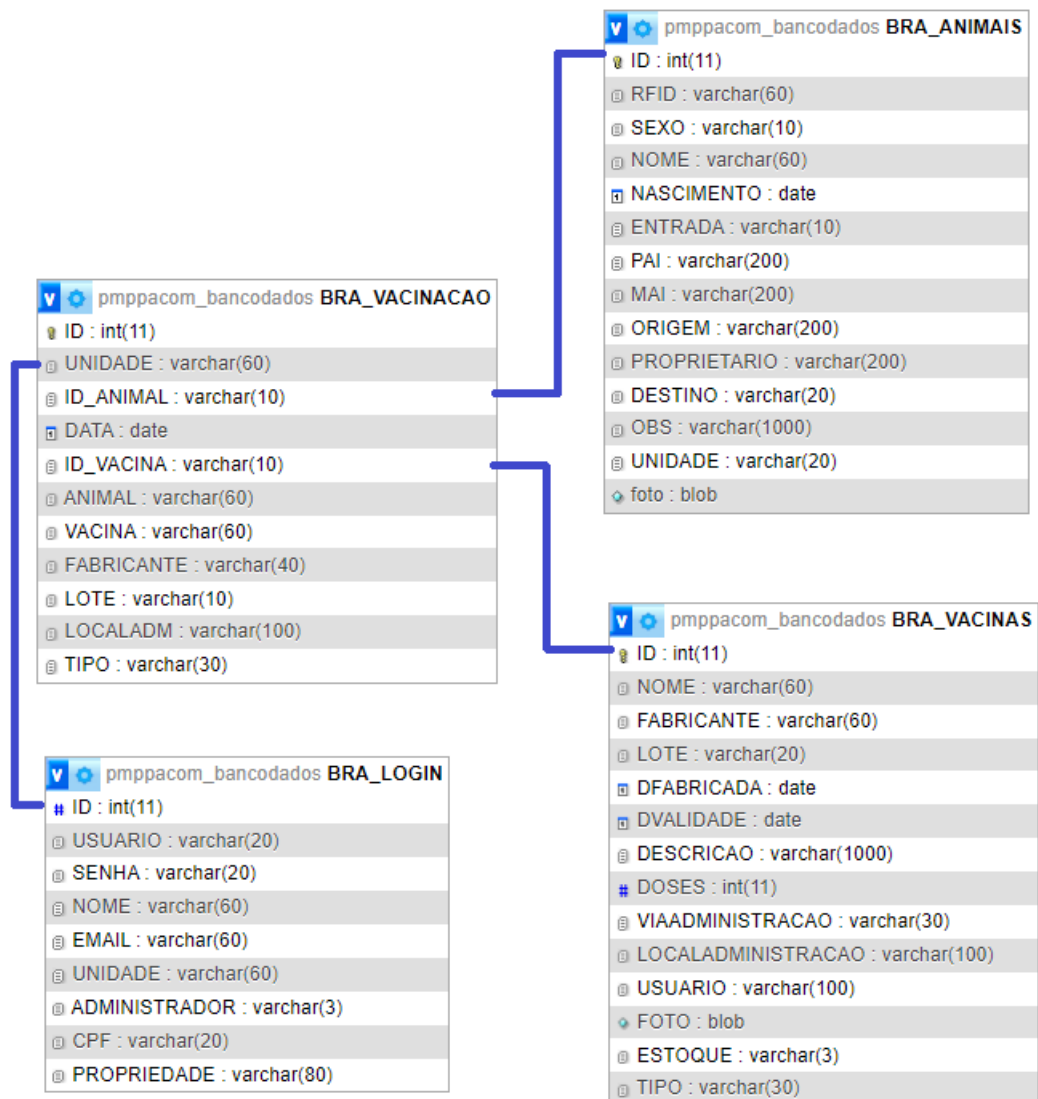 pmppacom_bancodados BRA_ANIMAIS
ID : int(11)
RFID : varchar(60)
SEXO : varchar(10)
NOME : varchar(60)
NASCIMENTO : date
ENTRADA : varchar(10)
PAI : varchar(200)
MAI : varchar(200)
ORIGEM : varchar(200)
PROPRIETARIO : varchar(200)
DESTINO : varchar(20)
OBS : varchar(1000)
UNIDADE : varchar(20)
foto : blob
pmppacom_bancodados BRA_VACINACAO
ID : int(11)
UNIDADE : varchar(60)
ID_ANIMAL : varchar(10)
DATA : date
ID_VACINA : varchar(10)
ANIMAL : varchar(60)
VACINA : varchar(60)
FABRICANTE : varchar(40)
LOTE : varchar(10)
LOCALADM : varchar(100)
TIPO : varchar(30)
pmppacom_bancodados BRA_VACINAS
ID : int(11)
NOME : varchar(60)
FABRICANTE : varchar(60)
LOTE : varchar(20)
DFABRICADA : date
DVALIDADE : date
DESCRICAO : varchar(1000)
DOSES : int(11)
VIAADMINISTRACAO : varchar(30)
LOCALADMINISTRACAO : varchar(100)
USUARIO : varchar(100)
FOTO : blob
ESTOQUE : varchar(3)
TIPO : varchar(30)
pmppacom_bancodados BRA_LOGIN
ID : int(11)
USUARIO : varchar(20)
SENHA : varchar(20)
NOME : varchar(60)
EMAIL : varchar(60)
UNIDADE : varchar(60)
ADMINISTRADOR : varchar(3)
CPF : varchar(20)
PROPRIEDADE : varchar(80)